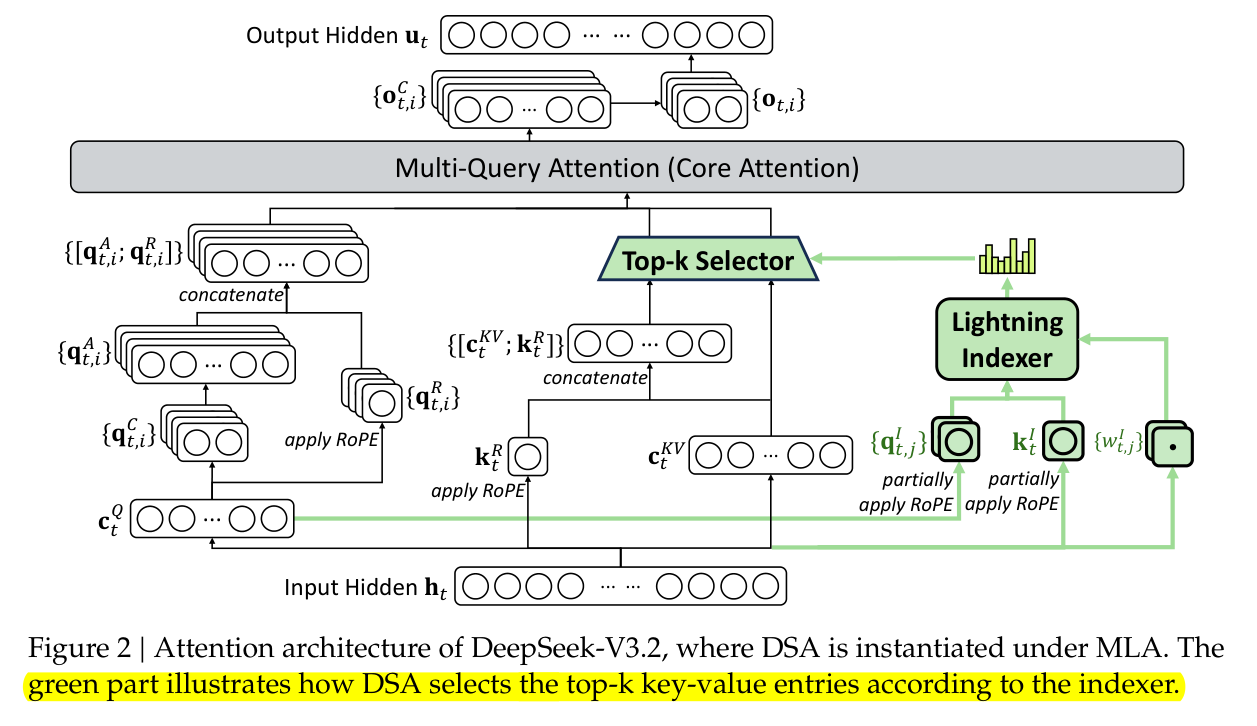 Output Hidden u_t
··· ···
{o^C_{t,i}}
···
{o_{t,i}}
Multi-Query Attention (Core Attention)
{[q^A_{t,i}; q^R_{t,i}]}
···
concatenate
Top-k Selector
{q^A_{t,i}}
···
{q^R_{t,i}}
apply RoPE
{q^C_{t,i}}
{[c^{KV}_t; k^R_t]}
···
concatenate
Lightning
Indexer
k^R_t
apply RoPE
c^{KV}_t
···
{q^I_{t,j}}
partially
apply RoPE
k^I_t
partially
apply RoPE
{w^I_{t,j}}
c^Q_t
···
Input Hidden h_t
··· ···
Figure 2 | Attention architecture of DeepSeek-V3.2, where DSA is instantiated under MLA. The
green part illustrates how DSA selects the top-k key-value entries according to the indexer.